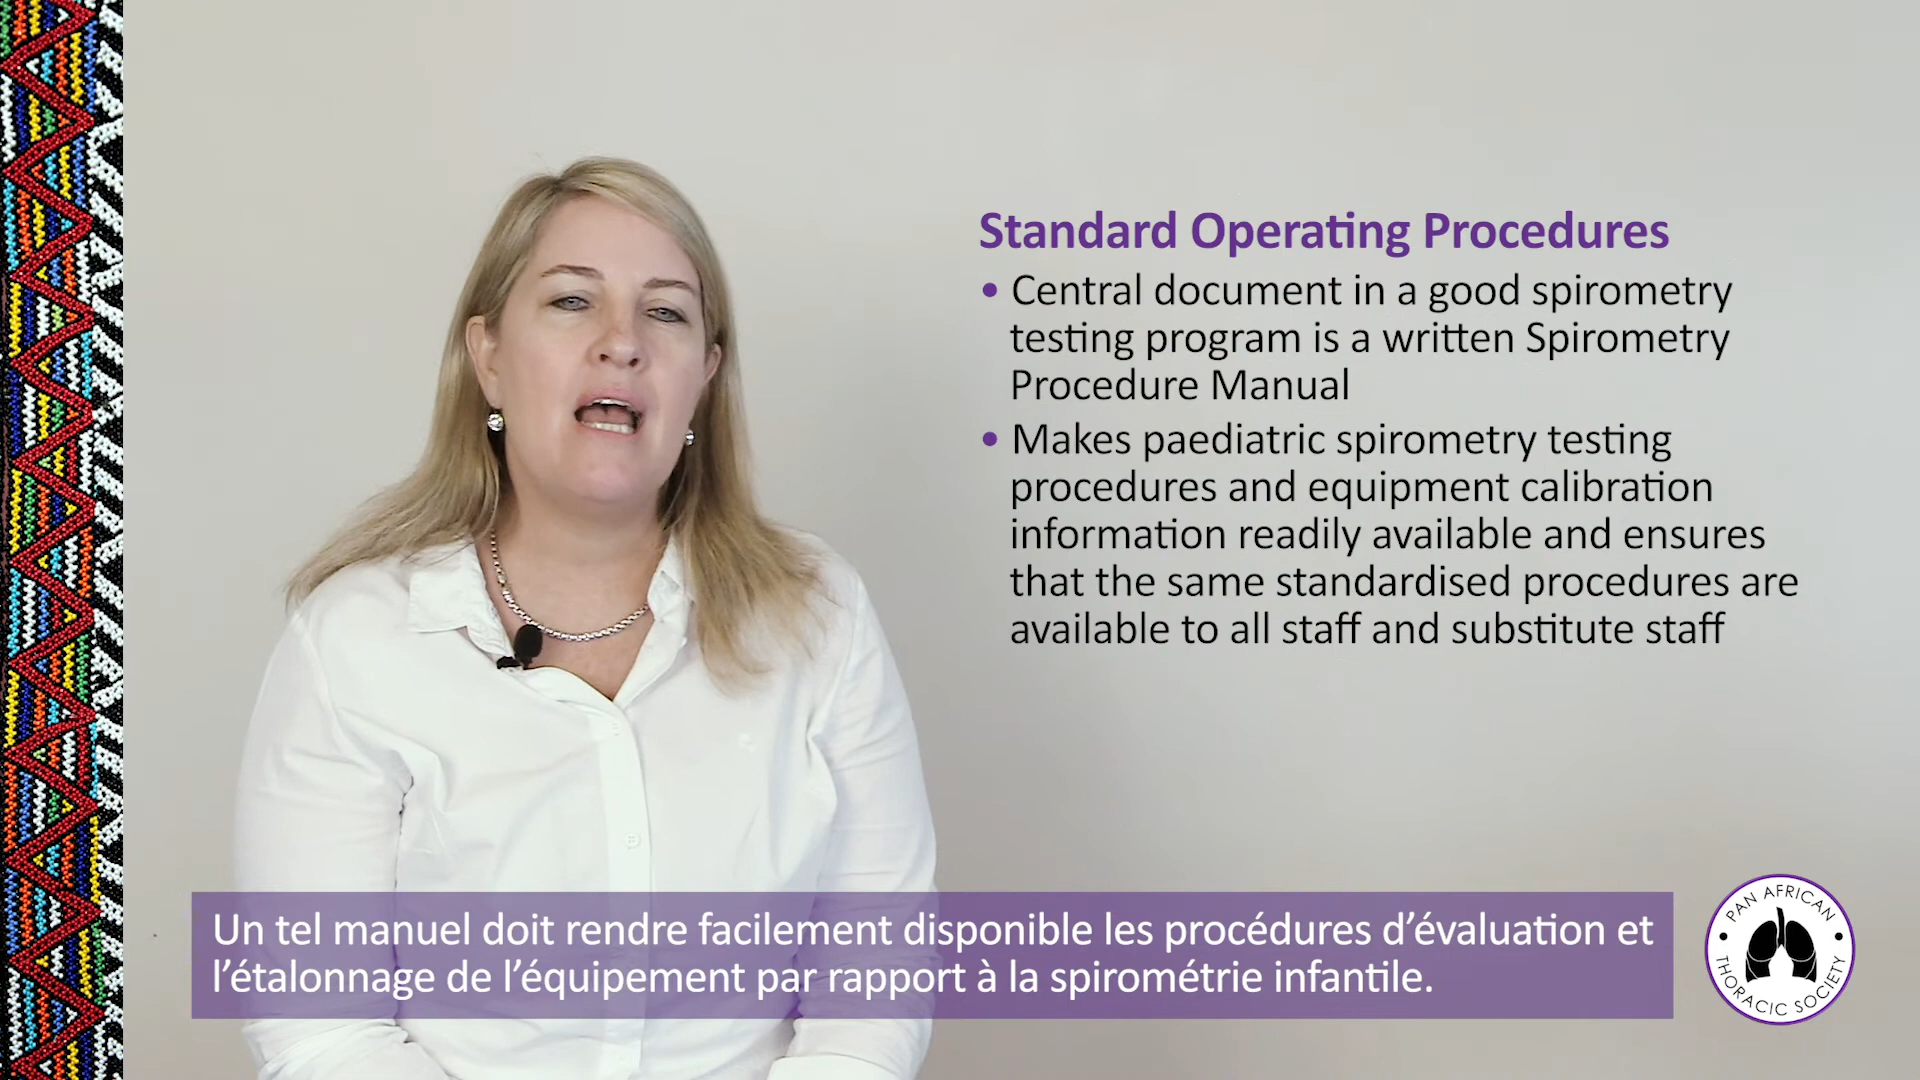 Standard Operating Procedures
• Central document in a good spirometry
testing program is a written Spirometry
Procedure Manual
• Makes paediatric spirometry testing
procedures and equipment calibration
information readily available and ensures
that the same standardised procedures are
available to all staff and substitute staff
Un tel manuel doit rendre facilement disponible les procédures d’évaluation et
l’étalonnage de l’équipement par rapport à la spirométrie infantile.
PAN AFRICAN
THORACIC SOCIETY